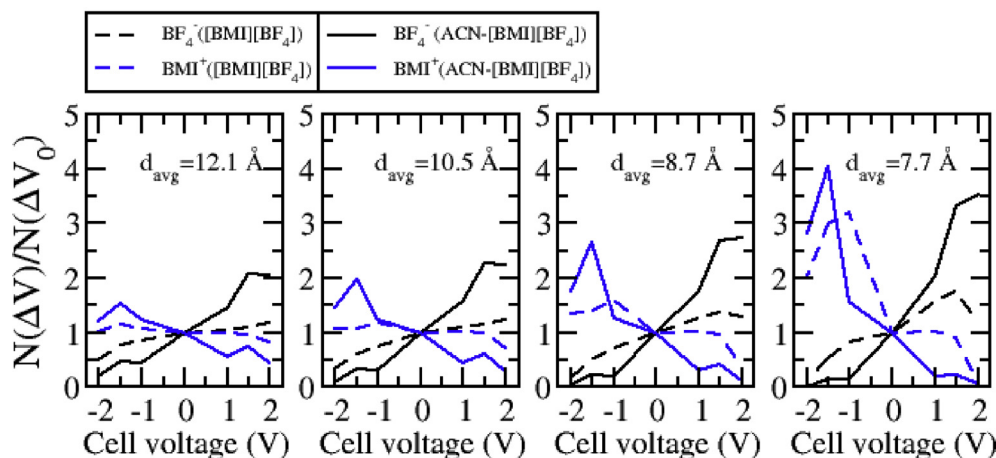 BF₄⁻([BMI][BF₄]) BF₄⁻(ACN-[BMI][BF₄])
BMI⁺([BMI][BF₄]) BMI⁺(ACN-[BMI][BF₄])
N(ΔV)/N(ΔV₀)
5 5 5 5
d_avg=12.1 Å d_avg=10.5 Å d_avg=8.7 Å d_avg=7.7 Å
4 4 4 4
3 3 3 3
2 2 2 2
1 1 1 1
0 0 0 0
-2 -1 0 1 2 -2 -1 0 1 2 -2 -1 0 1 2 -2 -1 0 1 2
Cell voltage (V) Cell voltage (V) Cell voltage (V) Cell voltage (V)